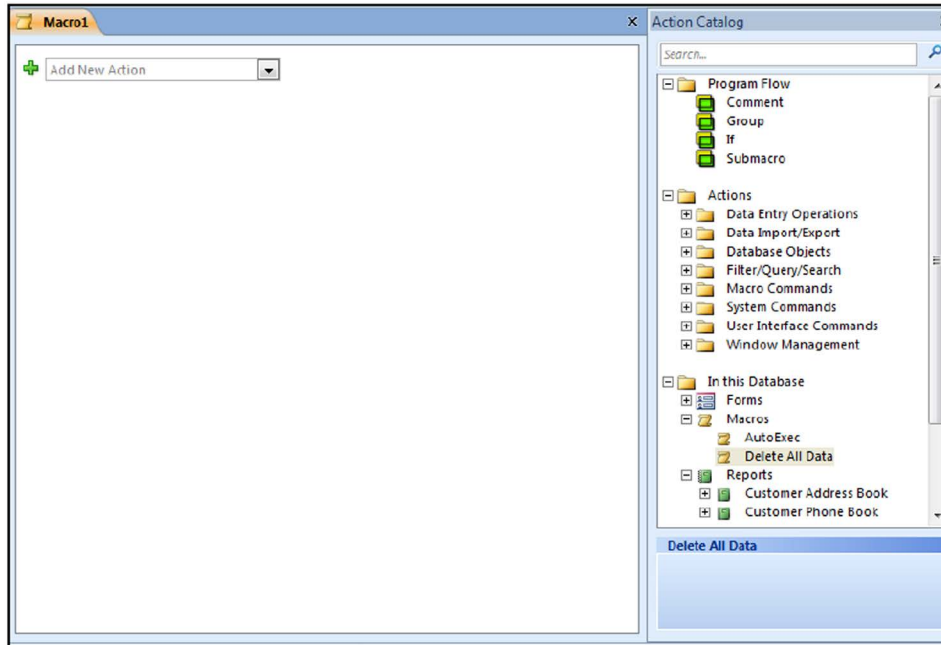 Macro1
Add New Action
Action Catalog
Search...
Program Flow
Comment
Group
If
Submacro
Actions
Data Entry Operations
Data Import/Export
Database Objects
Filter/Query/Search
Macro Commands
System Commands
User Interface Commands
Window Management
In this Database
Forms
Macros
AutoExec
Delete All Data
Reports
Customer Address Book
Customer Phone Book
Delete All Data